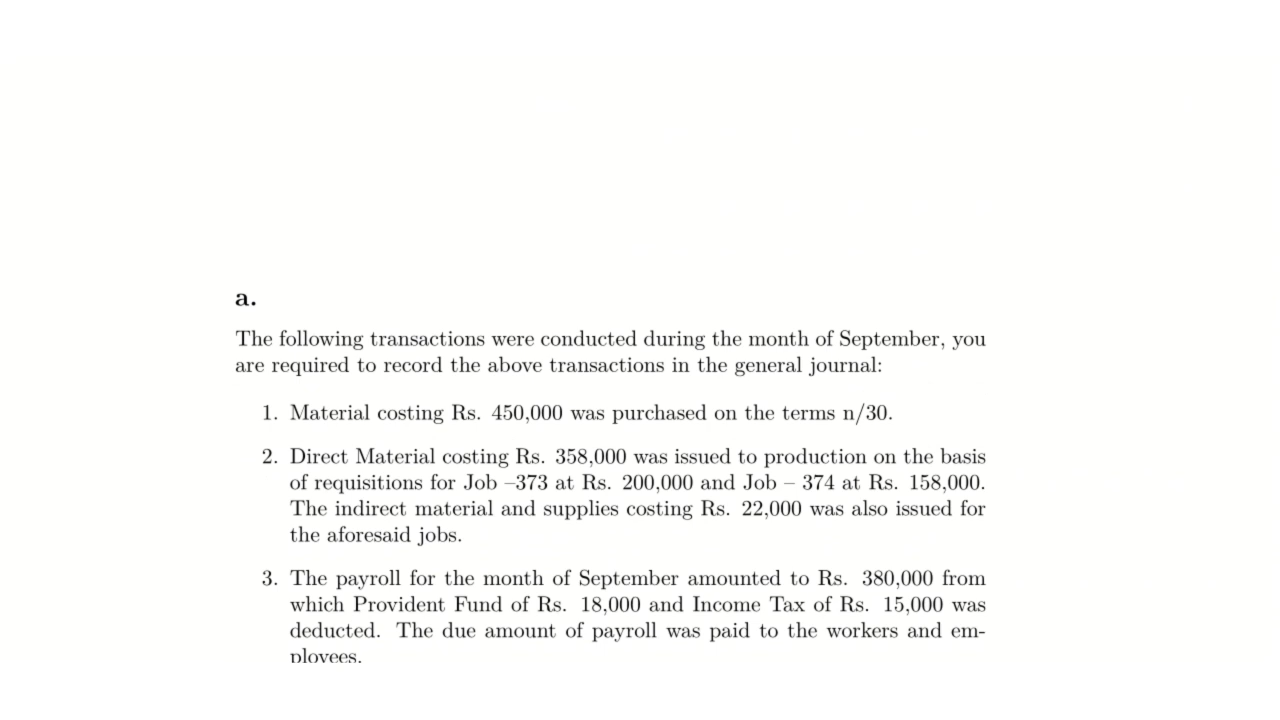 a.
The following transactions were conducted during the month of September, you
are required to record the above transactions in the general journal:
1. Material costing Rs. 450,000 was purchased on the terms n/30.
2. Direct Material costing Rs. 358,000 was issued to production on the basis
of requisitions for Job –373 at Rs. 200,000 and Job – 374 at Rs. 158,000.
The indirect material and supplies costing Rs. 22,000 was also issued for
the aforesaid jobs.
3. The payroll for the month of September amounted to Rs. 380,000 from
which Provident Fund of Rs. 18,000 and Income Tax of Rs. 15,000 was
deducted. The due amount of payroll was paid to the workers and em-
ployees.